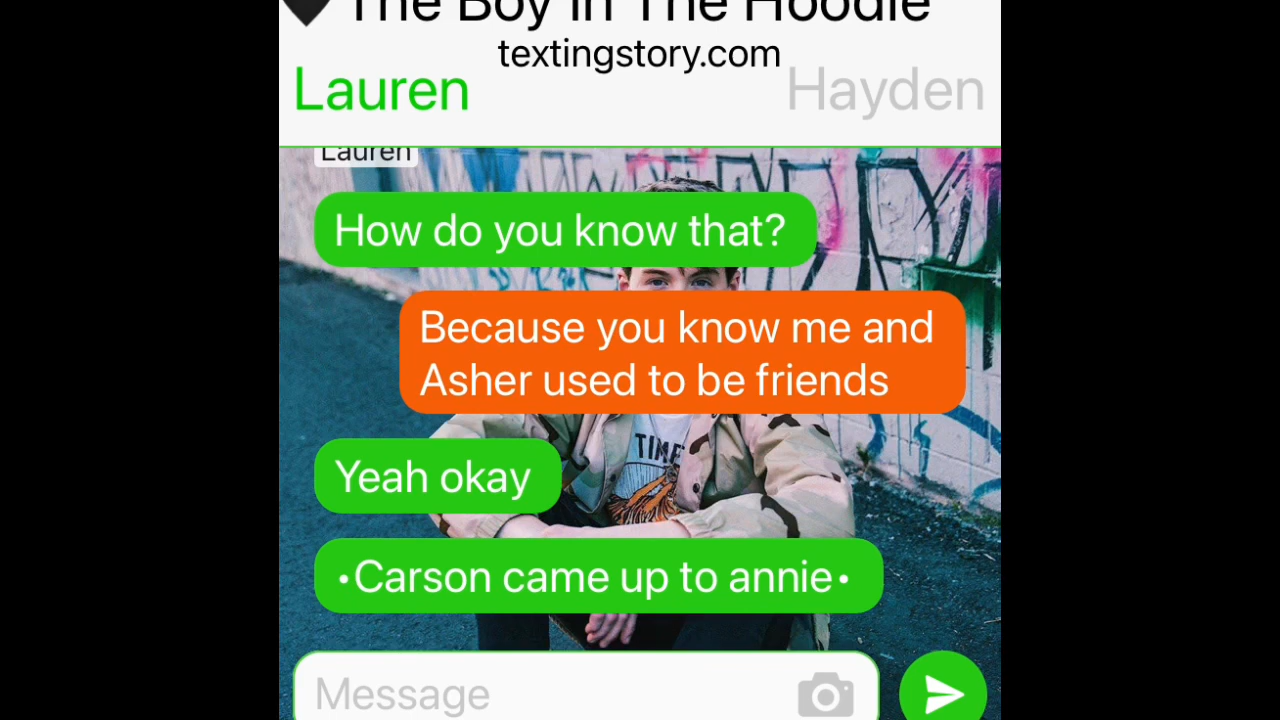 The Boy In The Hoodie
textingstory.com
Lauren
Hayden
Lauren
How do you know that?
Because you know me and
Asher used to be friends
Yeah okay
TIME
•Carson came up to annie•
Message